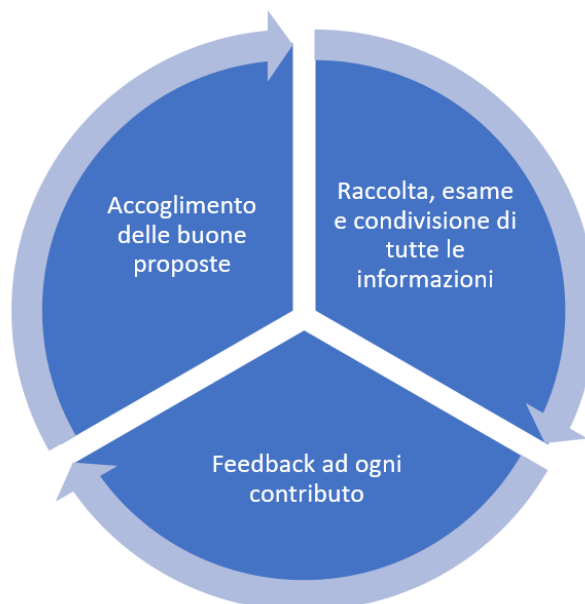 Accoglimento
delle buone
proposte
Raccolta, esame
e condivisione di
tutte le
informazioni
Feedback ad ogni
contributo